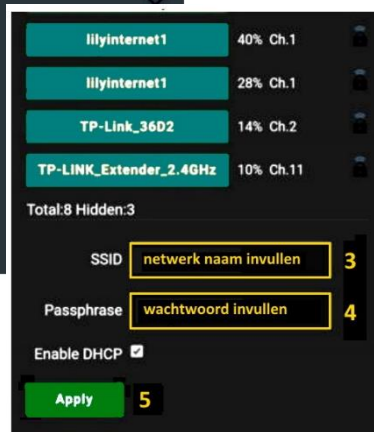 lilyinternet1 40% Ch.1
lilyinternet1 28% Ch.1
TP-Link_36D2 14% Ch.2
TP-LINK_Extender_2.4GHz 10% Ch.11
Total:8 Hidden:3
SSID netwerk naam invullen 3
Passphrase wachtwoord invullen 4
Enable DHCP
Apply 5